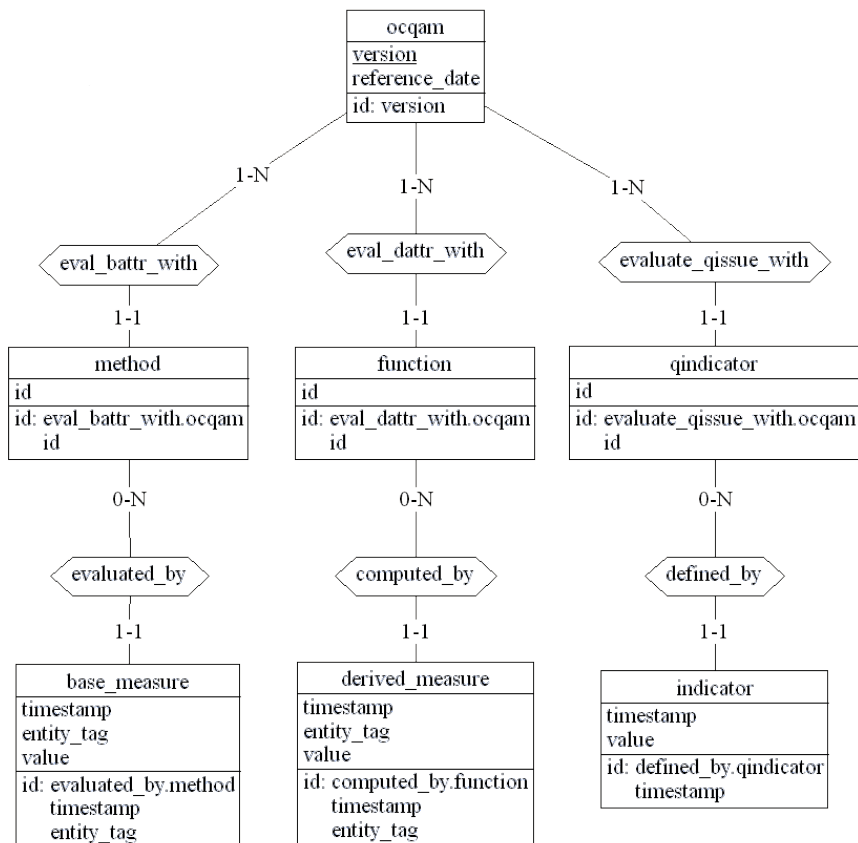 ocqam
version
reference_date
id: version
1-N
1-N
1-N
eval_battr_with
eval_dattr_with
evaluate_qissue_with
1-1
1-1
1-1
method
id
id: eval_battr_with.ocqam
id
function
id
id: eval_dattr_with.ocqam
id
qindicator
id
id: evaluate_qissue_with.ocqam
id
0-N
0-N
0-N
evaluated_by
computed_by
defined_by
1-1
1-1
1-1
base_measure
timestamp
entity_tag
value
id: evaluated_by.method
timestamp
entity_tag
derived_measure
timestamp
entity_tag
value
id: computed_by.function
timestamp
entity_tag
indicator
timestamp
value
id: defined_by.qindicator
timestamp